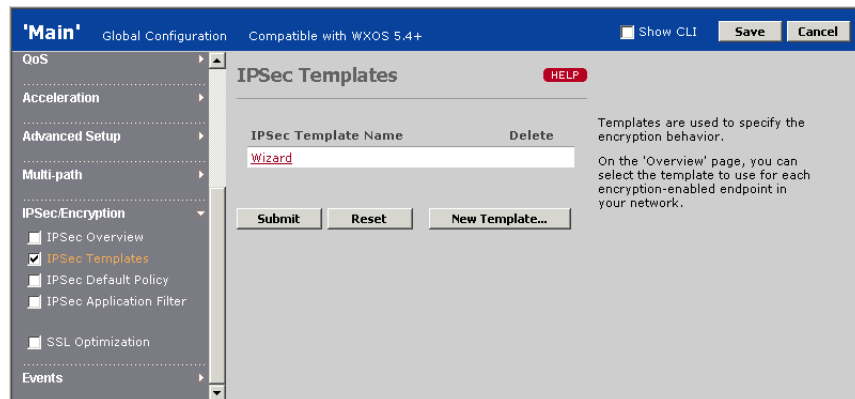 'Main' Global Configuration Compatible with WXOS 5.4+ Show CLI Save Cancel
QoS
Acceleration
Advanced Setup
Multi-path
IPSec/Encryption
IPSec Overview
IPSec Templates
IPSec Default Policy
IPSec Application Filter
SSL Optimization
Events
IPSec Templates HELP
IPSec Template Name Delete
Wizard
Submit Reset New Template...
Templates are used to specify the
encryption behavior.
On the 'Overview' page, you can
select the template to use for each
encryption-enabled endpoint in
your network.